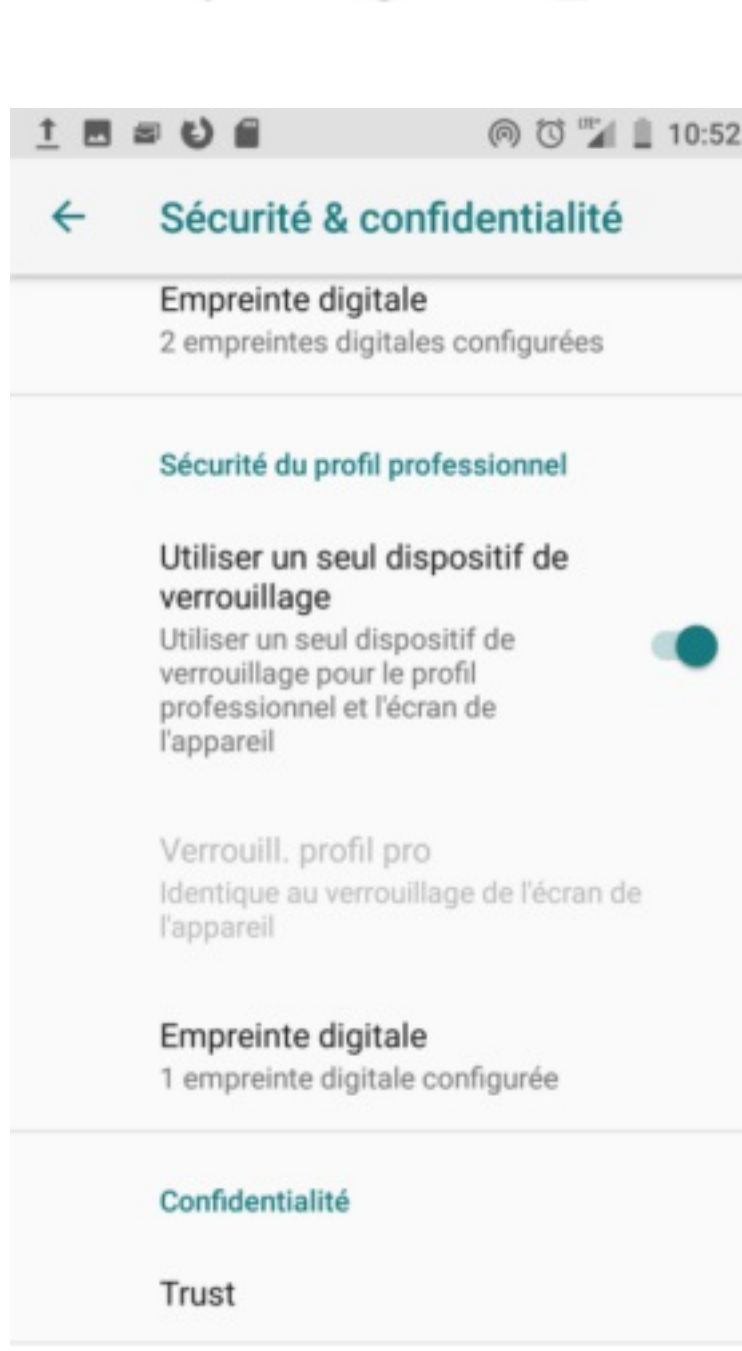 LTE 10:52
Sécurité & confidentialité
Empreinte digitale
2 empreintes digitales configurées
Sécurité du profil professionnel
Utiliser un seul dispositif de
verrouillage
Utiliser un seul dispositif de
verrouillage pour le profil
professionnel et l'écran de
l'appareil
Verrouill. profil pro
Identique au verrouillage de l'écran de
l'appareil
Empreinte digitale
1 empreinte digitale configurée
Confidentialité
Trust